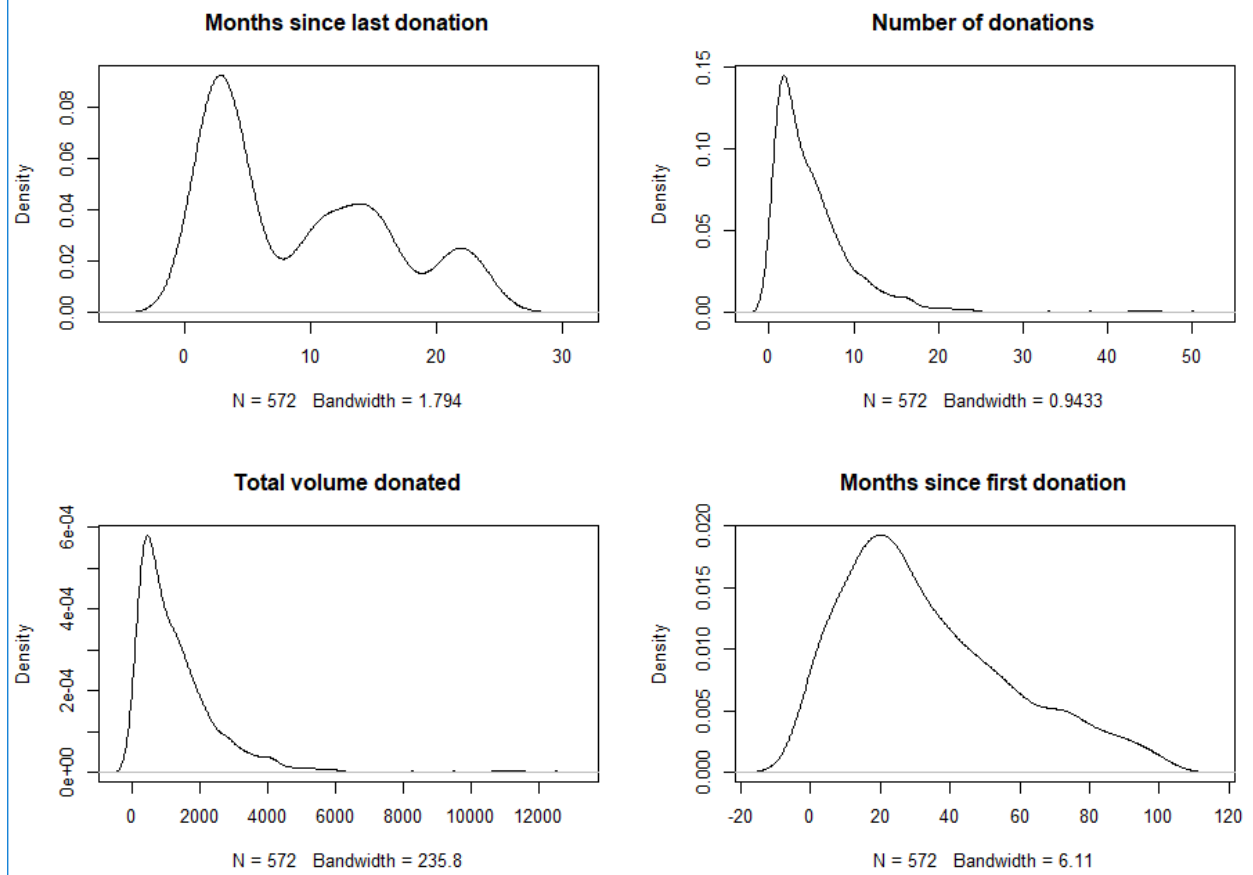 Months since last donation
Density
0.00 0.02 0.04 0.06 0.08
0 10 20 30
N = 572 Bandwidth = 1.794
Number of donations
Density
0.00 0.05 0.10 0.15
0 10 20 30 40 50
N = 572 Bandwidth = 0.9433
Total volume donated
Density
0e+00 2e-04 4e-04 6e-04
0 2000 4000 6000 8000 10000 12000
N = 572 Bandwidth = 235.8
Months since first donation
Density
0.000 0.005 0.010 0.015 0.020
-20 0 20 40 60 80 100 120
N = 572 Bandwidth = 6.11